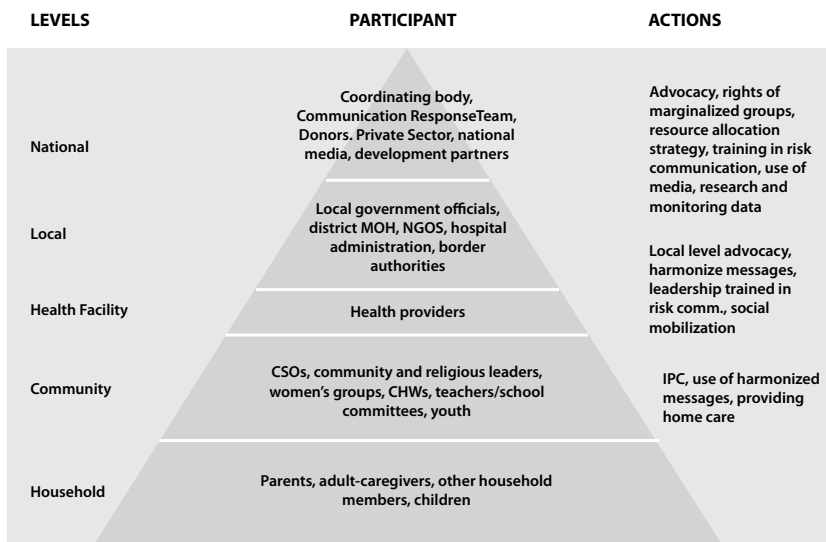 LEVELS
PARTICIPANT
ACTIONS
National
Coordinating body,
Communication ResponseTeam,
Donors. Private Sector, national
media, development partners
Advocacy, rights of
marginalized groups,
resource allocation
strategy, training in risk
communication, use of
media, research and
monitoring data
Local
Local government officials,
district MOH, NGOS, hospital
administration, border
authorities
Local level advocacy,
harmonize messages,
leadership trained in
risk comm., social
mobilization
Health Facility
Health providers
Community
CSOs, community and religious leaders,
women’s groups, CHWs, teachers/school
committees, youth
IPC, use of harmonized
messages, providing
home care
Household
Parents, adult-caregivers, other household
members, children